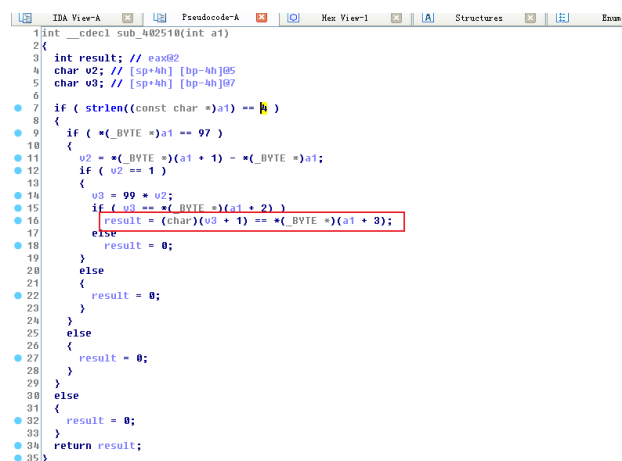 IDA View-A Pseudocode-A Hex View-1 Structures Enum
1 int __cdecl sub_402510(int a1)
2 {
3 int result; // eax@2
4 char v2; // [sp+4h] [bp-4h]@5
5 char v3; // [sp+4h] [bp-4h]@7
6
7 if ( strlen((const char *)a1) == 4 )
8 {
9 if ( *(_BYTE *)a1 == 97 )
10 {
11 v2 = *(_BYTE *)(a1 + 1) - *(_BYTE *)a1;
12 if ( v2 == 1 )
13 {
14 v3 = 99 * v2;
15 if ( v3 == *(_BYTE *)(a1 + 2) )
16 result = (char)(v3 + 1) == *(_BYTE *)(a1 + 3);
17 else
18 result = 0;
19 }
20 else
21 {
22 result = 0;
23 }
24 }
25 else
26 {
27 result = 0;
28 }
29 }
30 else
31 {
32 result = 0;
33 }
34 return result;
35 }